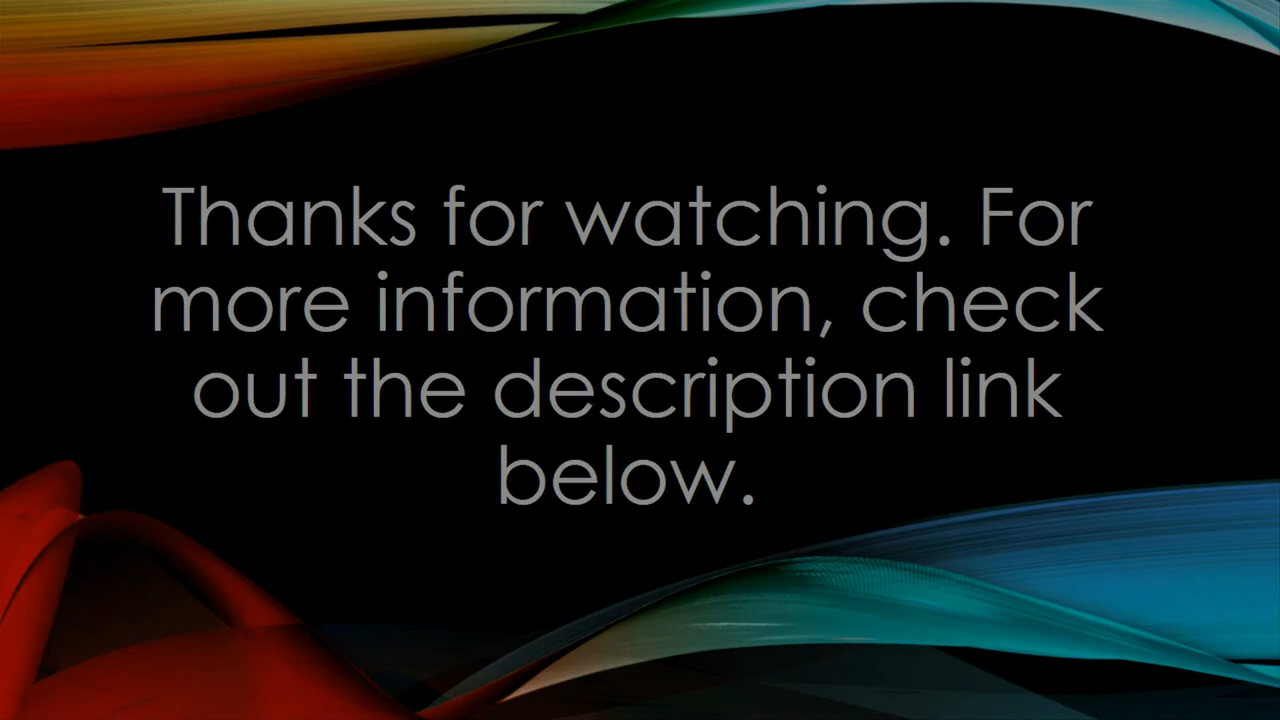 Thanks for watching. For
more information, check
out the description link
below.